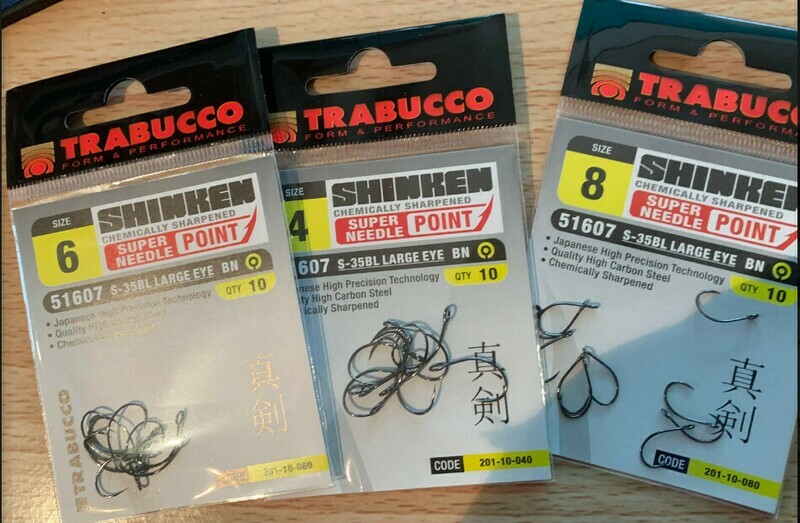 TRABUCCO
FORM & PERFORMANCE
SIZE
6
SHINKEN
CHEMICALLY SHARPENED
SUPER
NEEDLE
POINT
51607 S-35BL LARGE EYE BN
QTY 10
• Japanese High Precision Technology
• Quality High Carbon Steel
TRABUCCO
真剣
201-10-060
TRABUCCO
FORM & PERFORMANCE
SIZE
4
SHINKEN
CHEMICALLY SHARPENED
SUPER
NEEDLE
POINT
607 S-35BL LARGE EYE BN
QTY 10
nese High Precision Technology
ity High Carbon Steel
ically Sharpened
真剣
CODE 201-10-040
TRABUCCO
FORM & PERFORMANCE
SIZE
8
SHINKEN
CHEMICALLY SHARPENED
SUPER
NEEDLE
POINT
51607 S-35BL LARGE EYE BN
QTY 10
• Japanese High Precision Technology
• Quality High Carbon Steel
• Chemically Sharpened
真剣
CODE 201-10-080